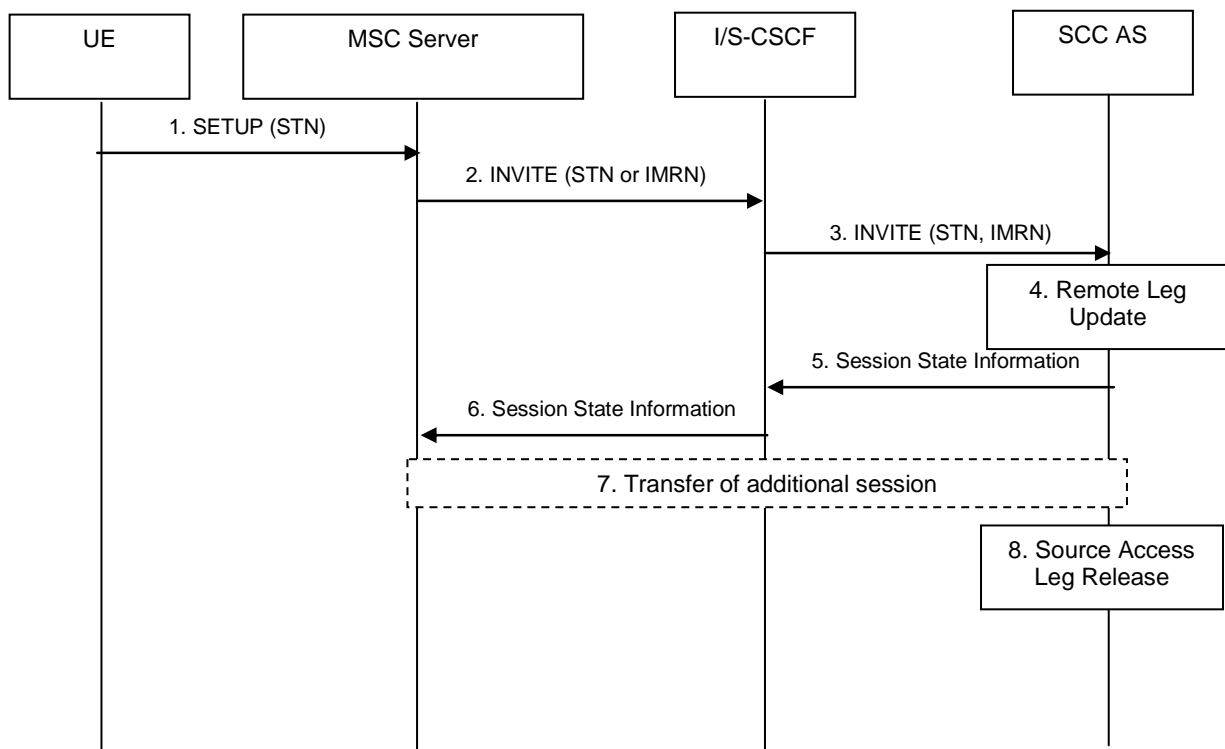 UE
MSC Server
I/S-CSCF
SCC AS
1. SETUP (STN)
2. INVITE (STN or IMRN)
3. INVITE (STN, IMRN)
4. Remote Leg
Update
5. Session State Information
6. Session State Information
7. Transfer of additional session
8. Source Access
Leg Release